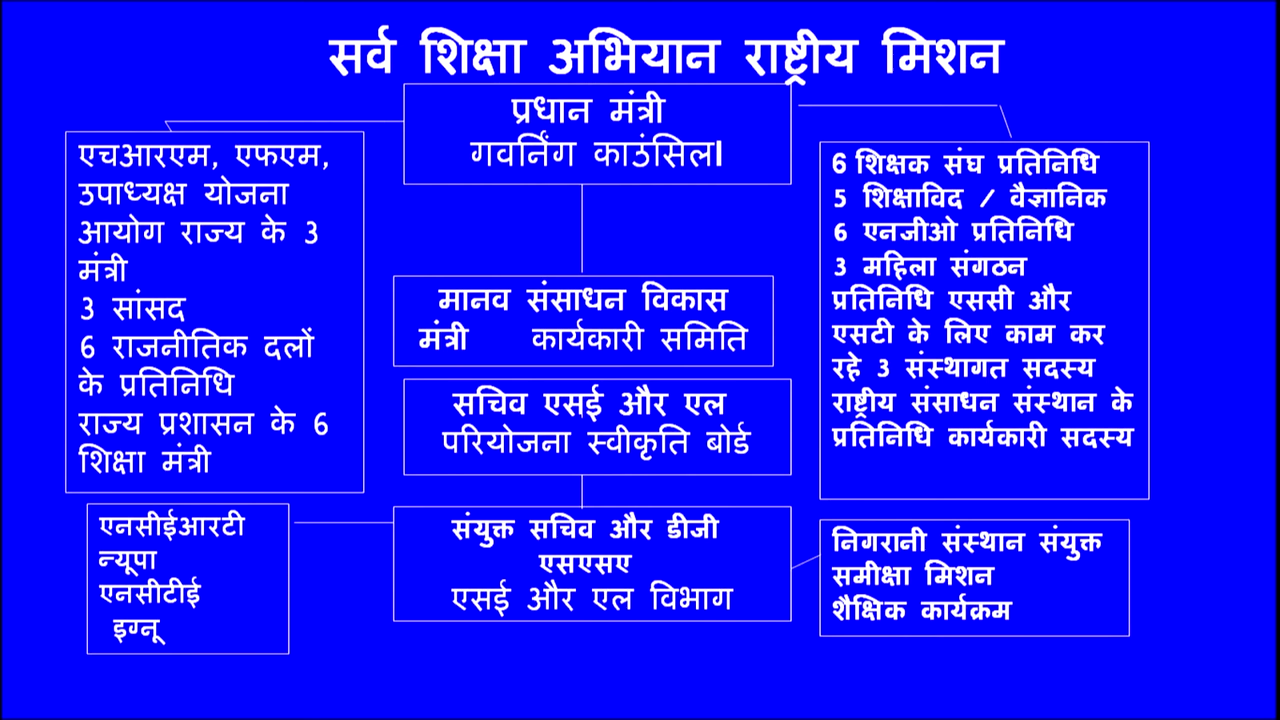 सर्व शिक्षा अभियान राष्ट्रीय मिशन
प्रधान मंत्री
गवर्निंग काउंसिल।
एचआरएम, एफएम,
उपाध्यक्ष योजना
आयोग राज्य के 3
मंत्री
3 सांसद
6 राजनीतिक दलों
के प्रतिनिधि
राज्य प्रशासन के 6
शिक्षा मंत्री
6 शिक्षक संघ प्रतिनिधि
5 शिक्षाविद / वैज्ञानिक
6 एनजीओ प्रतिनिधि
3 महिला संगठन
प्रतिनिधि एससी और
एसटी के लिए काम कर
रहे 3 संस्थागत सदस्य
राष्ट्रीय संसाधन संस्थान के
प्रतिनिधि कार्यकारी सदस्य
मानव संसाधन विकास
मंत्री कार्यकारी समिति
सचिव एसई और एल
परियोजना स्वीकृति बोर्ड
एनसीईआरटी
न्यूपा
एनसीटीई
इग्नू
संयुक्त सचिव और डीजी
एसएसए
एसई और एल विभाग
निगरानी संस्थान संयुक्त
समीक्षा मिशन
शैक्षिक कार्यक्रम